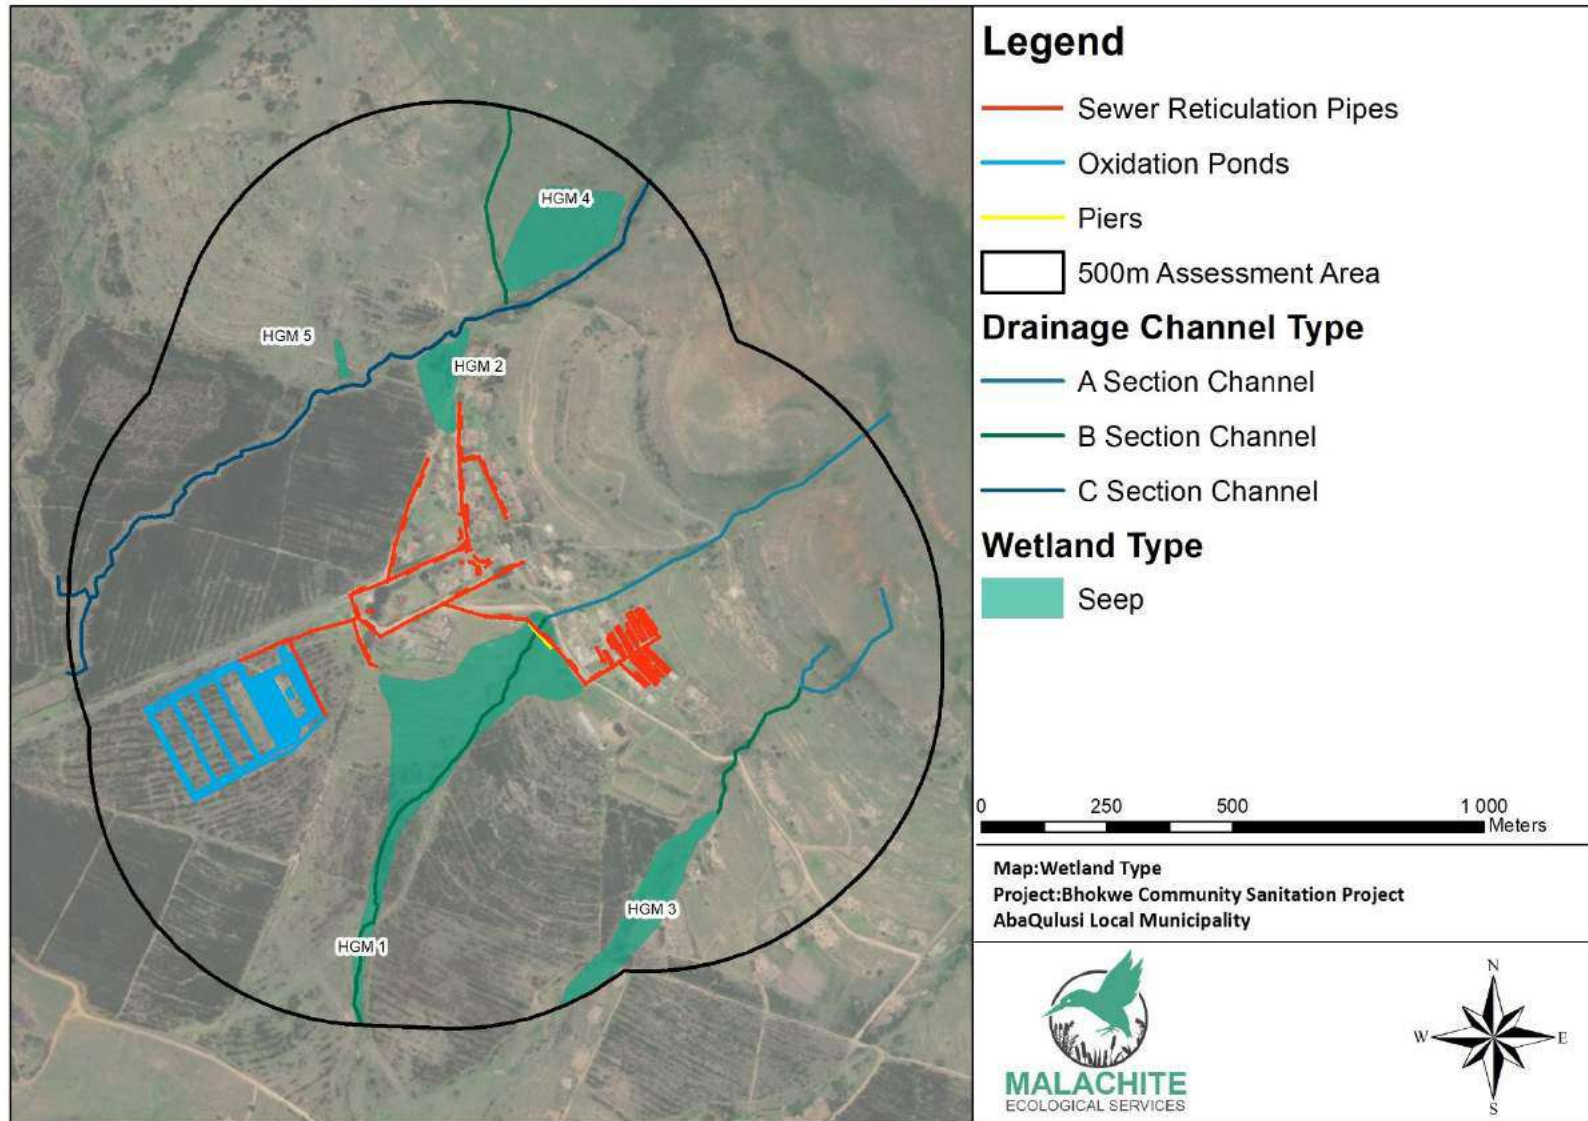 HGM 4
HGM 5
HGM 2
HGM 3
HGM 1
Legend
Sewer Reticulation Pipes
Oxidation Ponds
Piers
500m Assessment Area
Drainage Channel Type
A Section Channel
B Section Channel
C Section Channel
Wetland Type
Seep
0 250 500 1 000
Meters
Map:Wetland Type
Project:Bhokwe Community Sanitation Project
AbaQulusi Local Municipality
MALACHITE
ECOLOGICAL SERVICES
N
W E
S